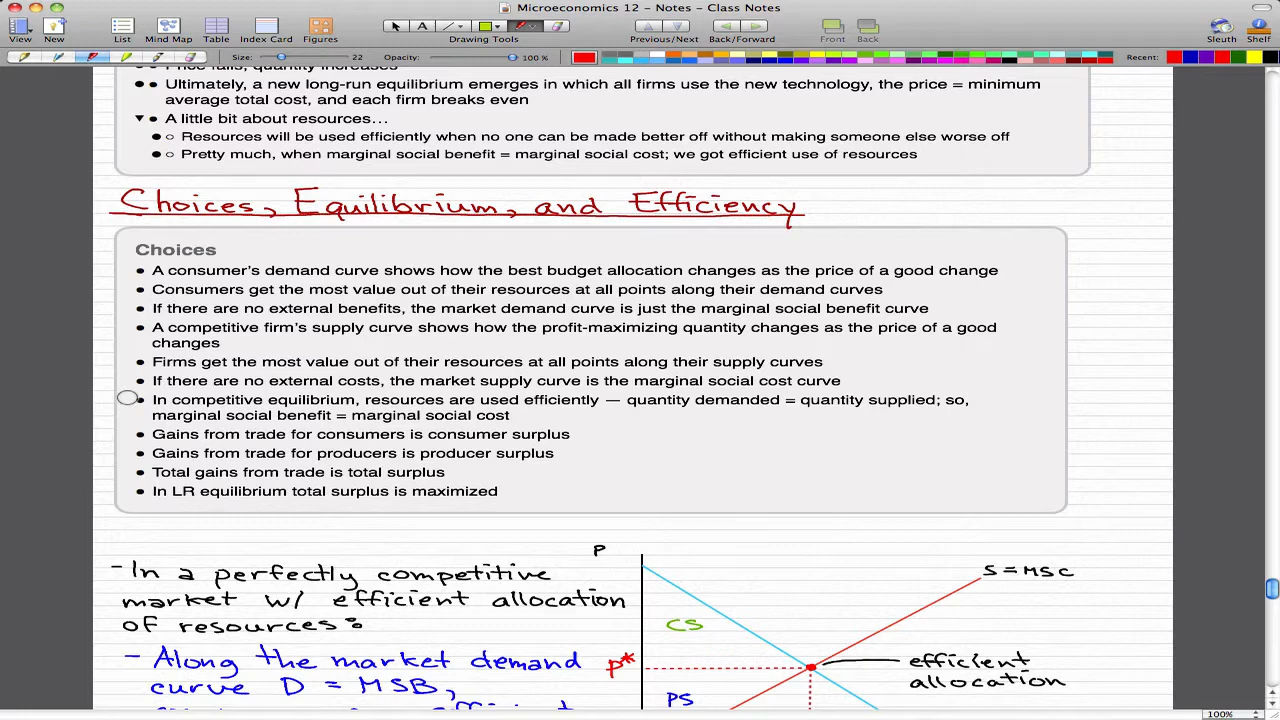 Microeconomics 12 - Notes - Class Notes
View New List Mind Map Table Index Card Figures Drawing Tools Previous/Next Back/Forward Front Back Sleuth Shelf
Size: 22 Opacity: 100 % Recent:
Ultimately, a new long-run equilibrium emerges in which all firms use the new technology, the price = minimum
average total cost, and each firm breaks even
A little bit about resources…
Resources will be used efficiently when no one can be made better off without making someone else worse off
Pretty much, when marginal social benefit = marginal social cost; we got efficient use of resources
Choices, Equilibrium, and Efficiency
Choices
A consumer's demand curve shows how the best budget allocation changes as the price of a good change
Consumers get the most value out of their resources at all points along their demand curves
If there are no external benefits, the market demand curve is just the marginal social benefit curve
A competitive firm's supply curve shows how the profit-maximizing quantity changes as the price of a good
changes
Firms get the most value out of their resources at all points along their supply curves
If there are no external costs, the market supply curve is the marginal social cost curve
In competitive equilibrium, resources are used efficiently — quantity demanded = quantity supplied; so,
marginal social benefit = marginal social cost
Gains from trade for consumers is consumer surplus
Gains from trade for producers is producer surplus
Total gains from trade is total surplus
In LR equilibrium total surplus is maximized
- In a perfectly competitive
market w/ efficient allocation
of resources:
- Along the market demand
curve D = MSB,
P
S = MSC
CS
P*
efficient
allocation
PS
100%